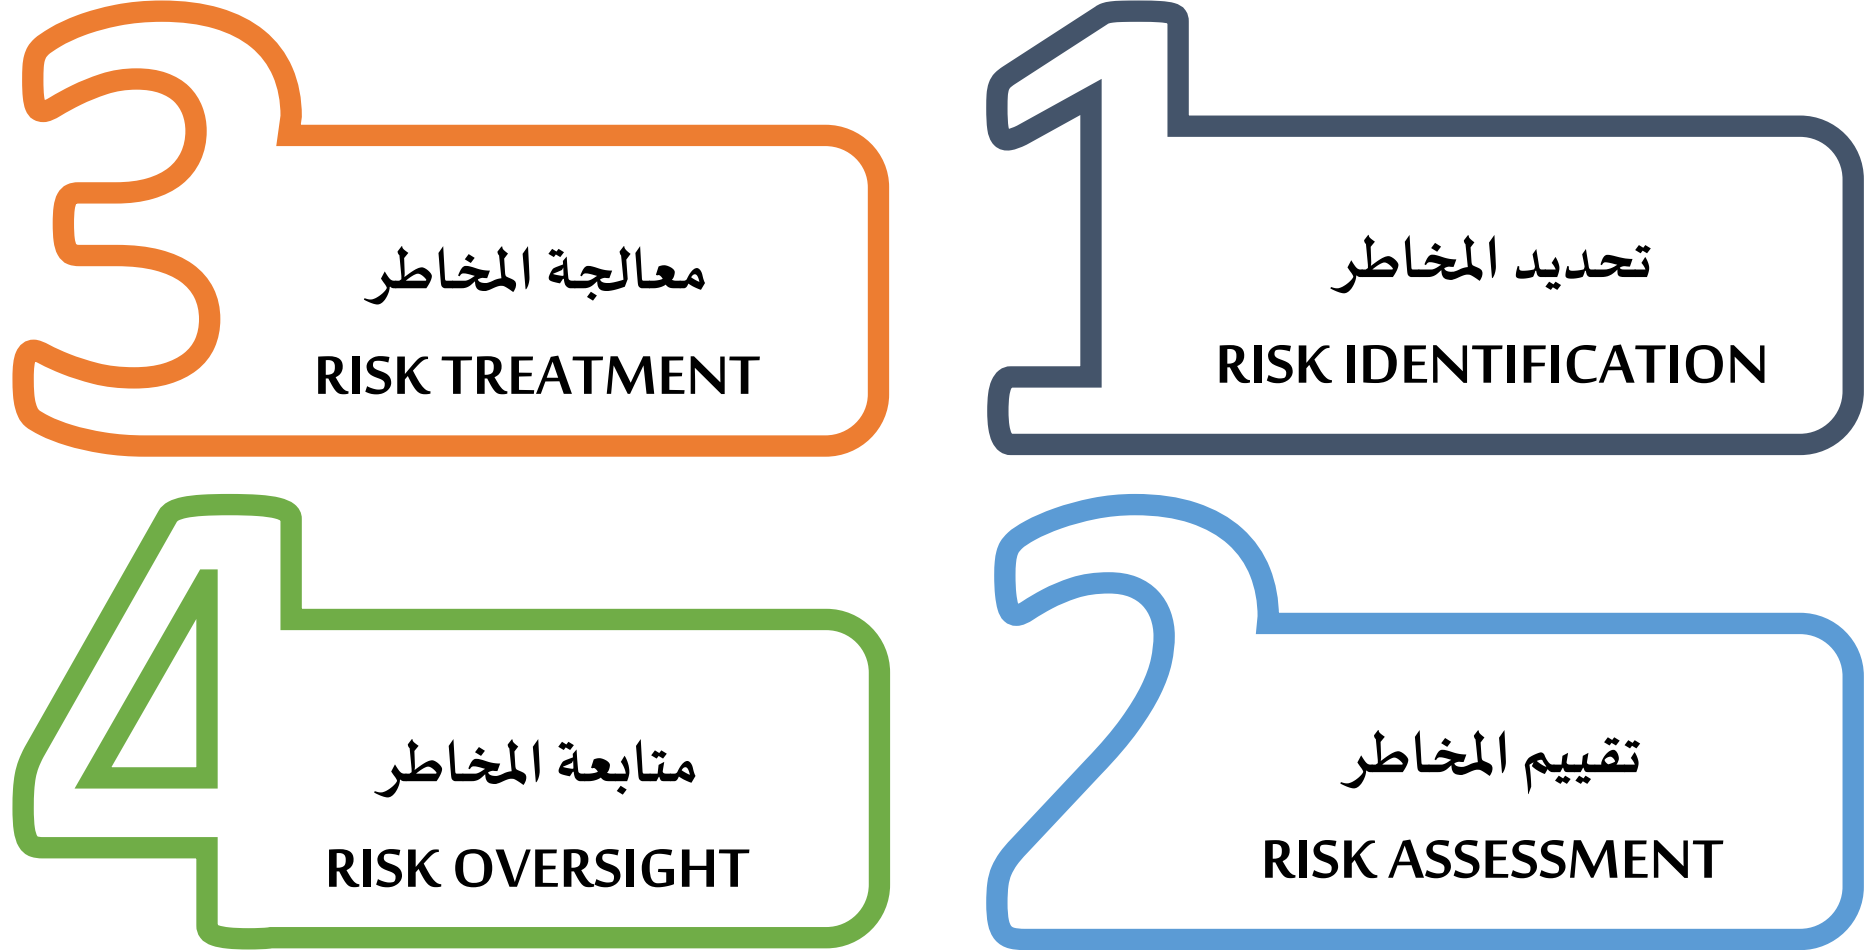 1
تحديد المخاطر
RISK IDENTIFICATION
2
تقييم المخاطر
RISK ASSESSMENT
3
معالجة المخاطر
RISK TREATMENT
4
متابعة المخاطر
RISK OVERSIGHT